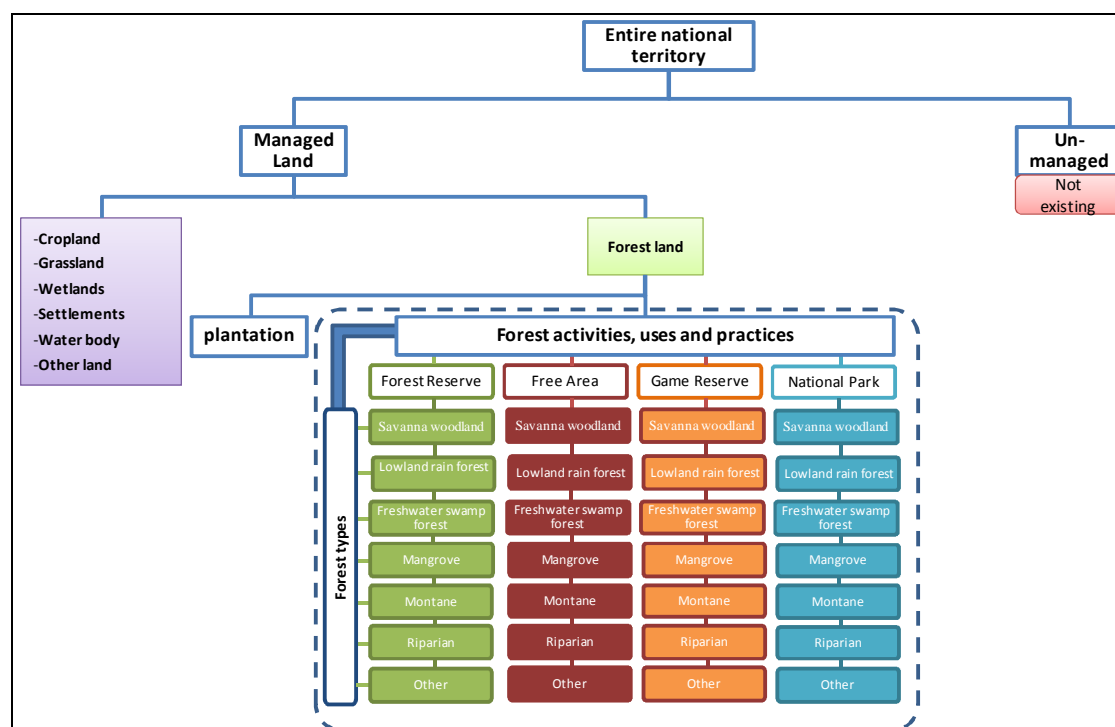 Entire national
territory
Managed
Land
Un-
managed
Not
existing
-Cropland
-Grassland
-Wetlands
-Settlements
-Water body
-Other land
Forest land
plantation
Forest activities, uses and practices
Forest types
Forest Reserve
Free Area
Game Reserve
National Park
Savanna woodland
Savanna woodland
Savanna woodland
Savanna woodland
Lowland rain forest
Lowland rain forest
Lowland rain forest
Lowland rain forest
Freshwater swamp
forest
Freshwater swamp
forest
Freshwater swamp
forest
Freshwater swamp
forest
Mangrove
Mangrove
Mangrove
Mangrove
Montane
Montane
Montane
Montane
Riparian
Riparian
Riparian
Riparian
Other
Other
Other
Other